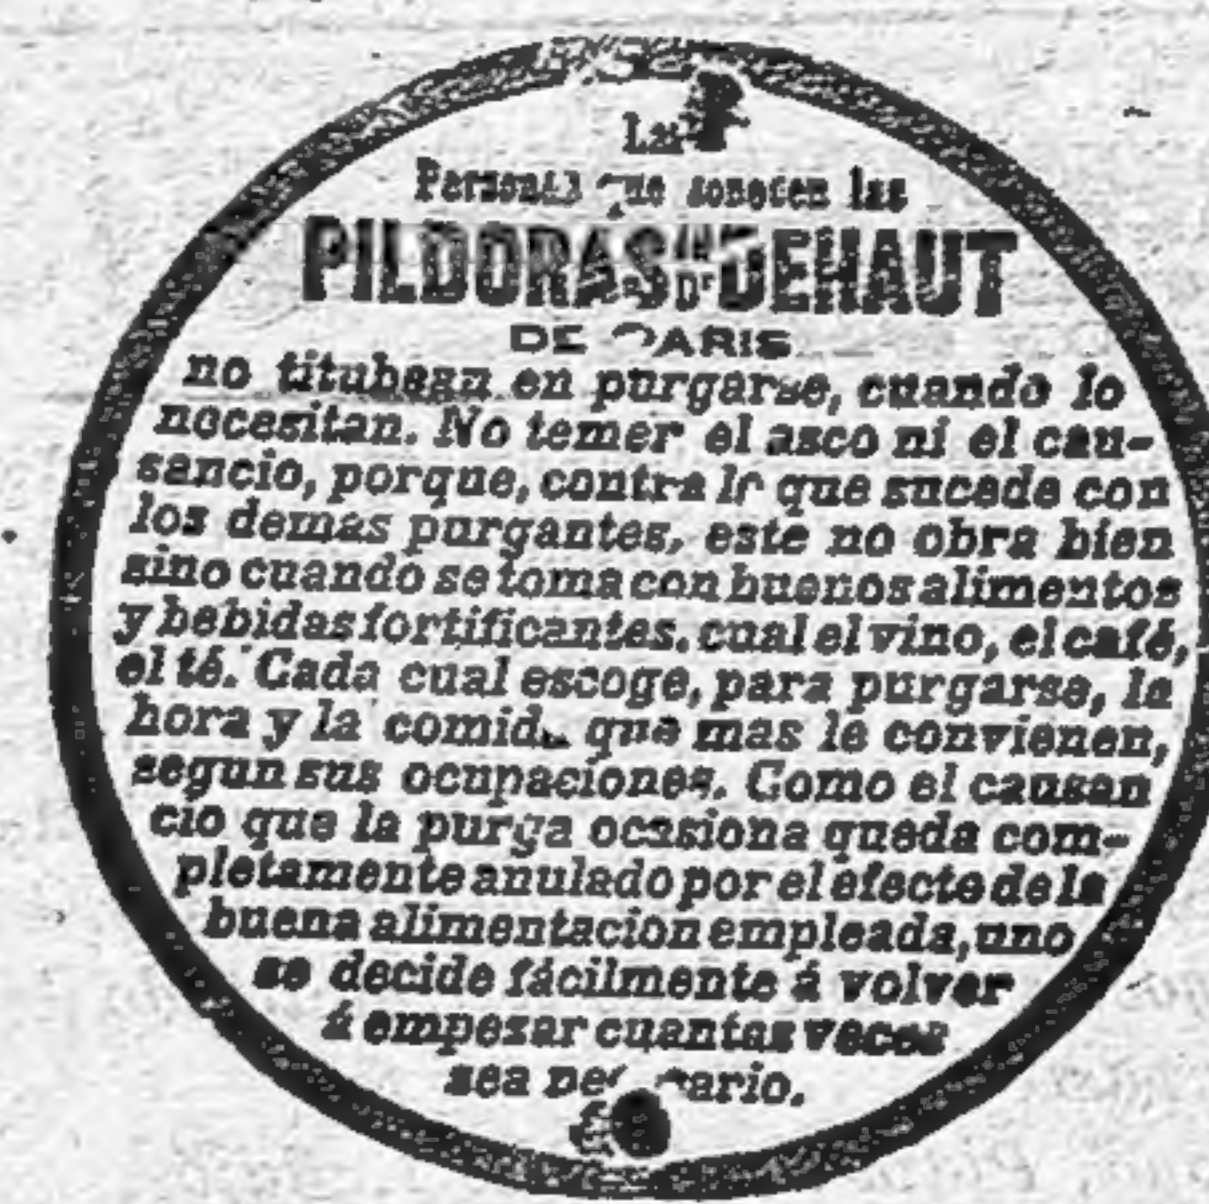 Las
Personas que conocen las
PILDORAS DEL DR DEHAUT
DE PARIS
no titubean en purgarse, cuando lo
necesitan. No temer el asco ni el cau-
sancio, porque, contra lo que sucede con
los demas purgantes, este no obra bien
sino cuando se toma con buenos alimentos
y bebidas fortificantes, cual el vino, el café,
el té. Cada cual escoge, para purgarse, la
hora y la comida que mas le convienen,
segun sus ocupaciones. Como el causan
cio que la purga ocasiona queda com-
pletamente anulado por el efecto de la
buena alimentacion empleada, uno
se decide fácilmente á volver
á empezar cuantas veces
sea necesario.